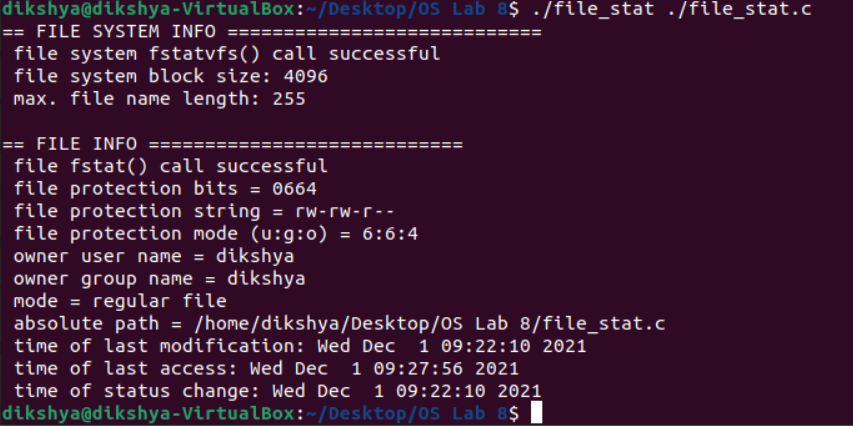 dikshya@dikshya-VirtualBox:~/Desktop/OS Lab 8$ ./file_stat ./file_stat.c
== FILE SYSTEM INFO ============================
file system fstatvfs() call successful
file system block size: 4096
max. file name length: 255

== FILE INFO ============================
file fstat() call successful
file protection bits = 0664
file protection string = rw-rw-r--
file protection mode (u:g:o) = 6:6:4
owner user name = dikshya
owner group name = dikshya
mode = regular file
absolute path = /home/dikshya/Desktop/OS Lab 8/file_stat.c
time of last modification: Wed Dec  1 09:22:10 2021
time of last access: Wed Dec  1 09:27:56 2021
time of status change: Wed Dec  1 09:22:10 2021
dikshya@dikshya-VirtualBox:~/Desktop/OS Lab 8$